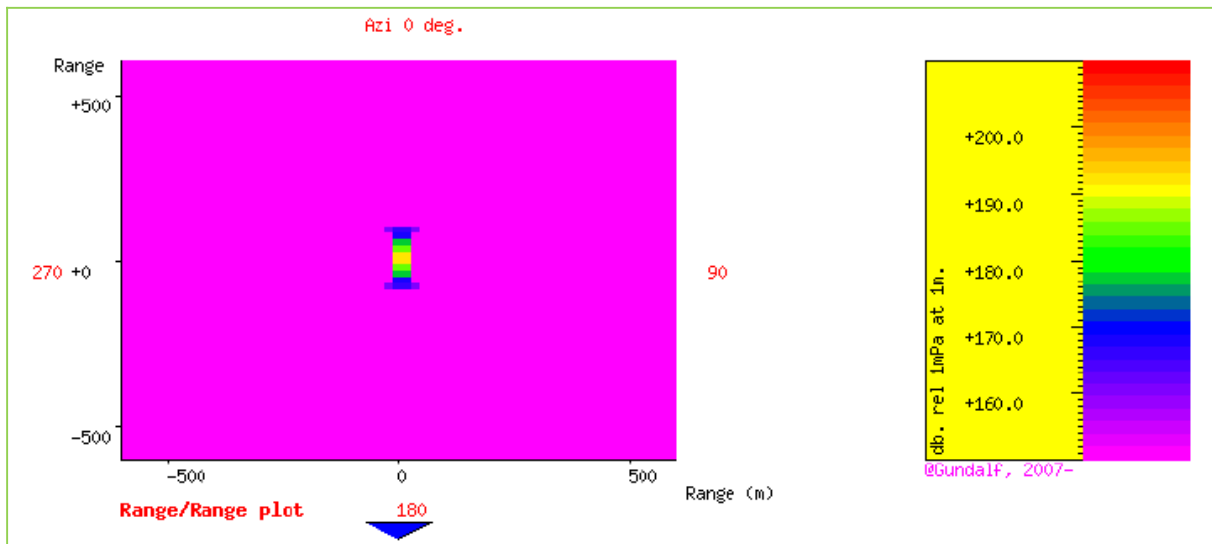 Azi 0 deg.
Range
+500
270 +0
90
-500
-500 0 500
Range (m)
Range/Range plot 180
db. rel 1mPa at 1m.
+200.0
+190.0
+180.0
+170.0
+160.0
@Gundalf, 2007-